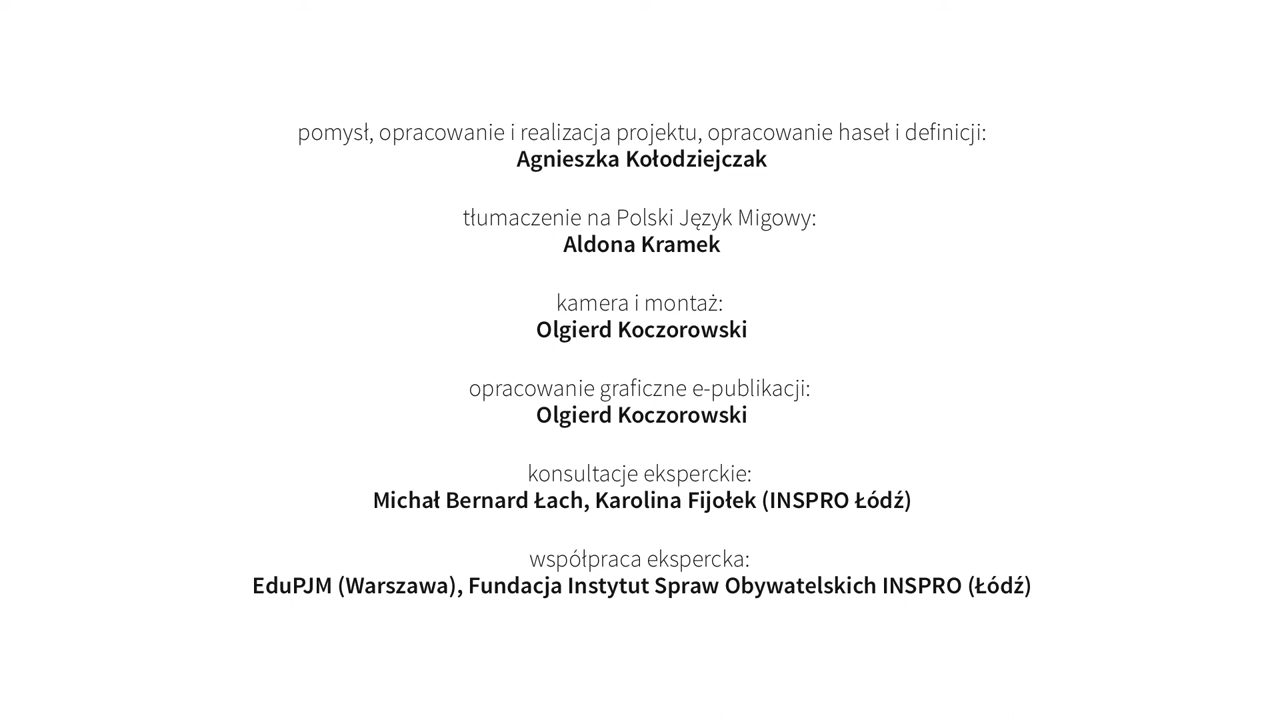 pomysł, opracowanie i realizacja projektu, opracowanie haseł i definicji:
Agnieszka Kołodziejczak
tłumaczenie na Polski Język Migowy:
Aldona Kramek
kamera i montaż:
Olgierd Koczorowski
opracowanie graficzne e-publikacji:
Olgierd Koczorowski
konsultacje eksperckie:
Michał Bernard Łach, Karolina Fijołek (INSPRO Łódź)
współpraca ekspercka:
EduPJM (Warszawa), Fundacja Instytut Spraw Obywatelskich INSPRO (Łódź)